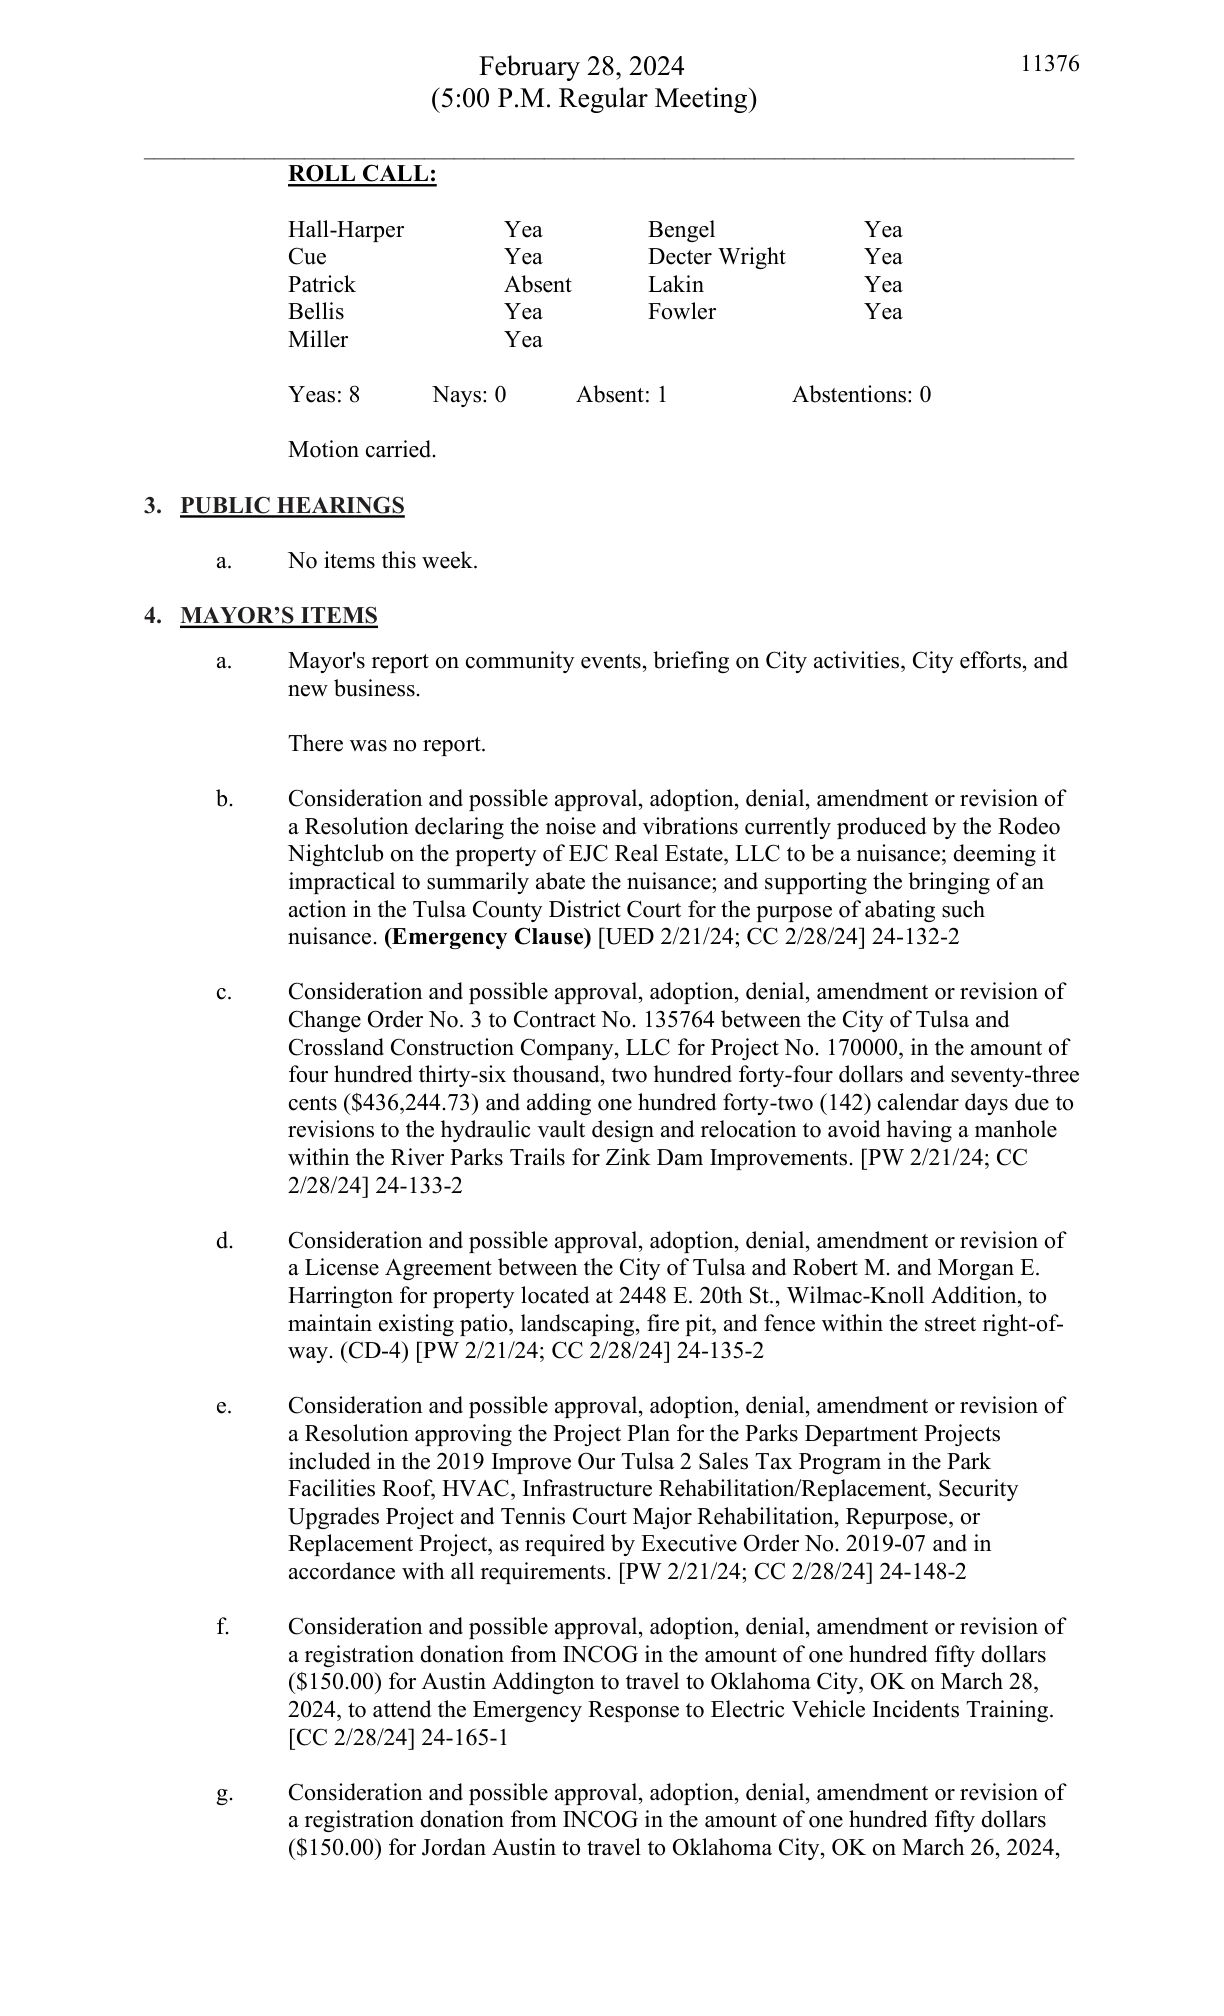 February 28, 2024
11376
(5:00 P.M. Regular Meeting)
ROLL CALL:
Hall-Harper Yea Bengel Yea
Cue Yea Decter Wright Yea
Patrick Absent Lakin Yea
Bellis Yea Fowler Yea
Miller Yea
Yeas: 8 Nays: 0 Absent: 1 Abstentions: 0
Motion carried.
3. PUBLIC HEARINGS
a. No items this week.
4. MAYOR’S ITEMS
a. Mayor's report on community events, briefing on City activities, City efforts, and
new business.
There was no report.
b. Consideration and possible approval, adoption, denial, amendment or revision of
a Resolution declaring the noise and vibrations currently produced by the Rodeo
Nightclub on the property of EJC Real Estate, LLC to be a nuisance; deeming it
impractical to summarily abate the nuisance; and supporting the bringing of an
action in the Tulsa County District Court for the purpose of abating such
nuisance. (Emergency Clause) [UED 2/21/24; CC 2/28/24] 24-132-2
c. Consideration and possible approval, adoption, denial, amendment or revision of
Change Order No. 3 to Contract No. 135764 between the City of Tulsa and
Crossland Construction Company, LLC for Project No. 170000, in the amount of
four hundred thirty-six thousand, two hundred forty-four dollars and seventy-three
cents ($436,244.73) and adding one hundred forty-two (142) calendar days due to
revisions to the hydraulic vault design and relocation to avoid having a manhole
within the River Parks Trails for Zink Dam Improvements. [PW 2/21/24; CC
2/28/24] 24-133-2
d. Consideration and possible approval, adoption, denial, amendment or revision of
a License Agreement between the City of Tulsa and Robert M. and Morgan E.
Harrington for property located at 2448 E. 20th St., Wilmac-Knoll Addition, to
maintain existing patio, landscaping, fire pit, and fence within the street right-of-
way. (CD-4) [PW 2/21/24; CC 2/28/24] 24-135-2
e. Consideration and possible approval, adoption, denial, amendment or revision of
a Resolution approving the Project Plan for the Parks Department Projects
included in the 2019 Improve Our Tulsa 2 Sales Tax Program in the Park
Facilities Roof, HVAC, Infrastructure Rehabilitation/Replacement, Security
Upgrades Project and Tennis Court Major Rehabilitation, Repurpose, or
Replacement Project, as required by Executive Order No. 2019-07 and in
accordance with all requirements. [PW 2/21/24; CC 2/28/24] 24-148-2
f. Consideration and possible approval, adoption, denial, amendment or revision of
a registration donation from INCOG in the amount of one hundred fifty dollars
($150.00) for Austin Addington to travel to Oklahoma City, OK on March 28,
2024, to attend the Emergency Response to Electric Vehicle Incidents Training.
[CC 2/28/24] 24-165-1
g. Consideration and possible approval, adoption, denial, amendment or revision of
a registration donation from INCOG in the amount of one hundred fifty dollars
($150.00) for Jordan Austin to travel to Oklahoma City, OK on March 26, 2024,